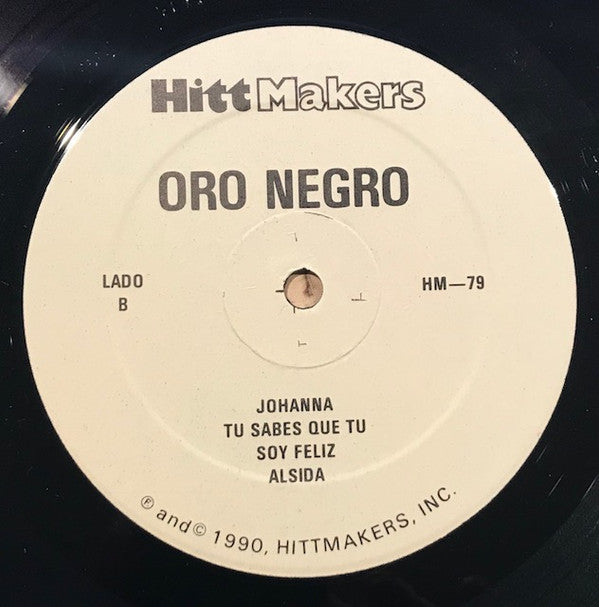 HittMakers
ORO NEGRO
LADO
B
HM—79
JOHANNA
TU SABES QUE TU
SOY FELIZ
ALSIDA
℗ and © 1990, HITTMAKERS, INC.